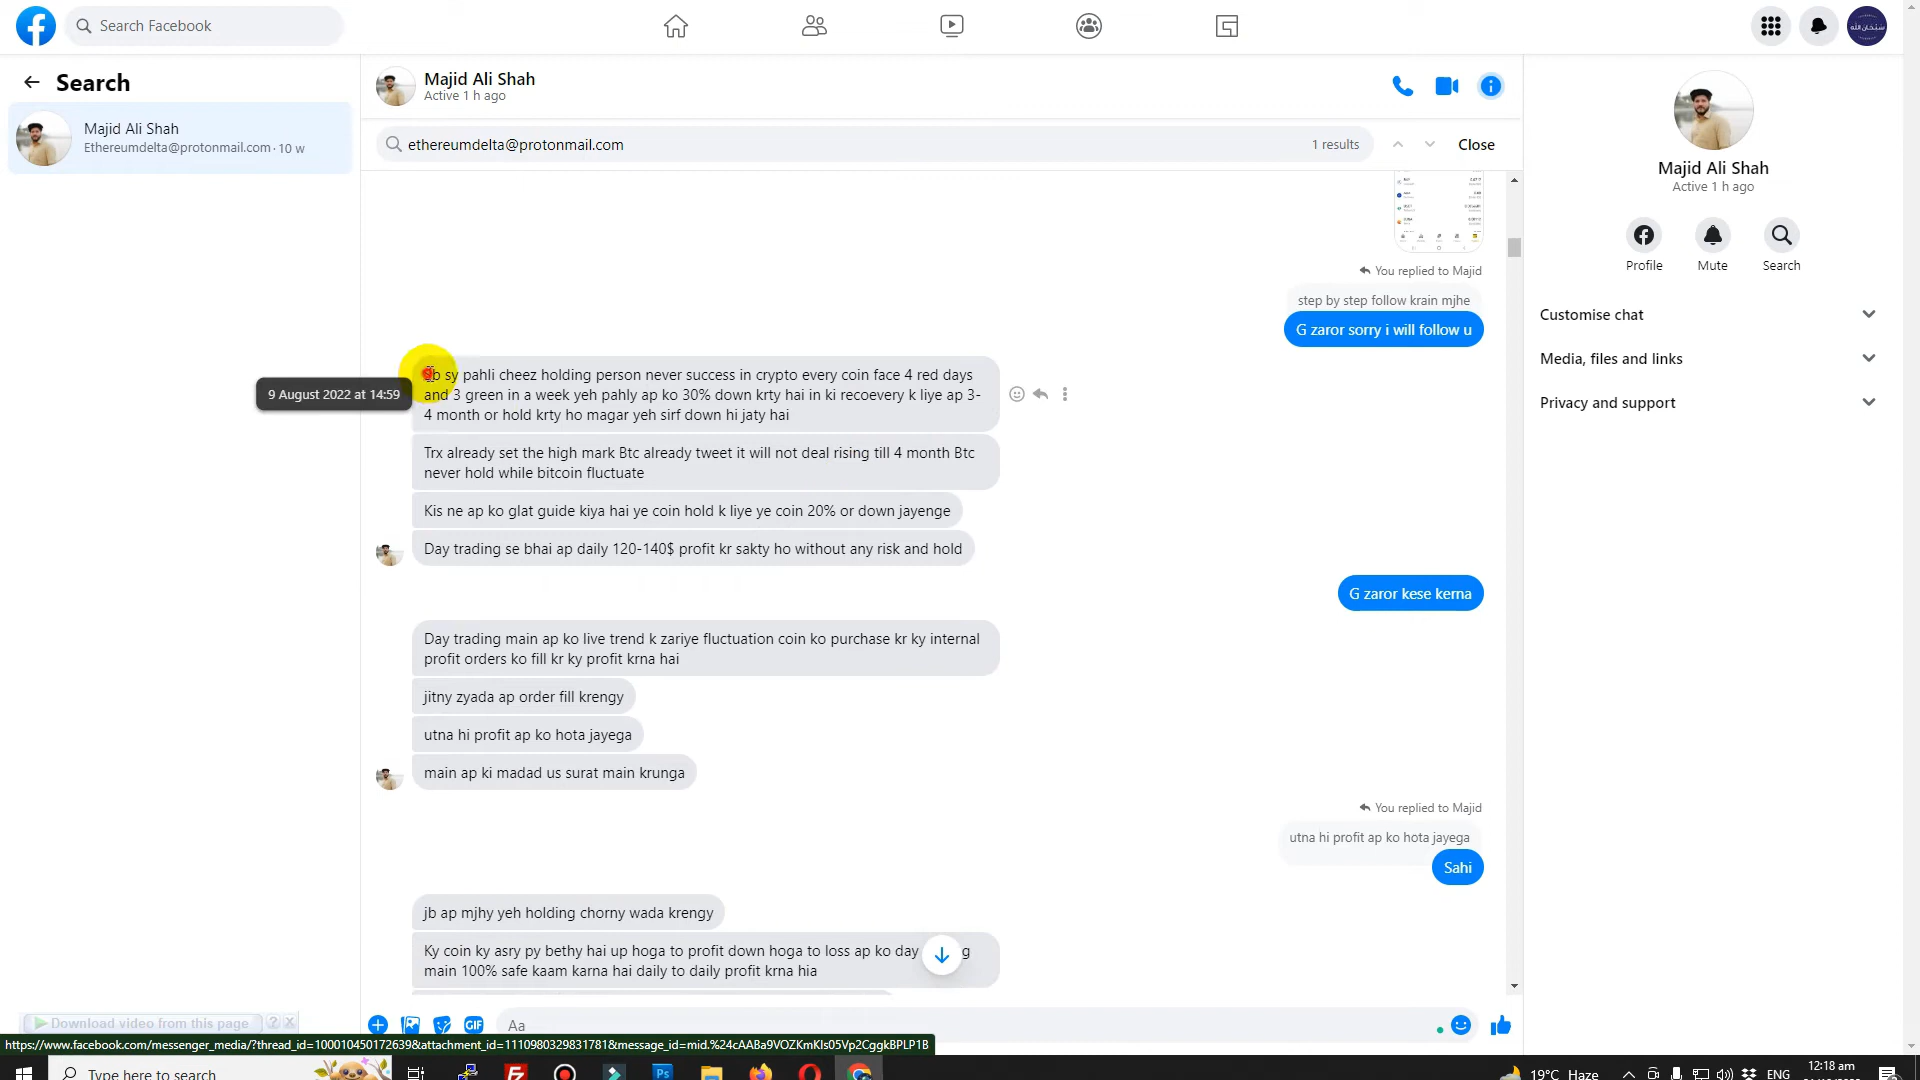 Search Facebook
Search
Majid Ali Shah
Ethereumdelta@protonmail.com · 10 w
Majid Ali Shah
Active 1 h ago
ethereumdelta@protonmail.com
1 results
Close
You replied to Majid
step by step follow krain mjhe
G zaror sorry i will follow u
9 August 2022 at 14:59
sy pahli cheez holding person never success in crypto every coin face 4 red days
and 3 green in a week yeh pahly ap ko 30% down krty hai in ki recoevery k liye ap 3-
4 month or hold krty ho magar yeh sirf down hi jaty hai
Trx already set the high mark Btc already tweet it will not deal rising till 4 month Btc
never hold while bitcoin fluctuate
Kis ne ap ko glat guide kiya hai ye coin hold k liye ye coin 20% or down jayenge
Day trading se bhai ap daily 120-140$ profit kr sakty ho without any risk and hold
G zaror kese kerna
Day trading main ap ko live trend k zariye fluctuation coin ko purchase kr ky internal
profit orders ko fill kr ky profit krna hai
jitny zyada ap order fill krengy
utna hi profit ap ko hota jayega
main ap ki madad us surat main krunga
You replied to Majid
utna hi profit ap ko hota jayega
Sahi
jb ap mjhy yeh holding chorny wada krengy
Ky coin ky asry py bethy hai up hoga to profit down hoga to loss ap ko day
main 100% safe kaam karna hai daily to daily profit krna hia
GIF
Aa
Majid Ali Shah
Active 1 h ago
Profile
Mute
Search
Customise chat
Media, files and links
Privacy and support
Download video from this page
? X
https://www.facebook.com/messenger_media/?thread_id=100010450172639&attachment_id=1110980329831781&message_id=mid.%24cAABa9VOZKmKIs05Vp2CggkBPLP1B
Type here to search
Ps
19°C Haze
ENG
12:18 am